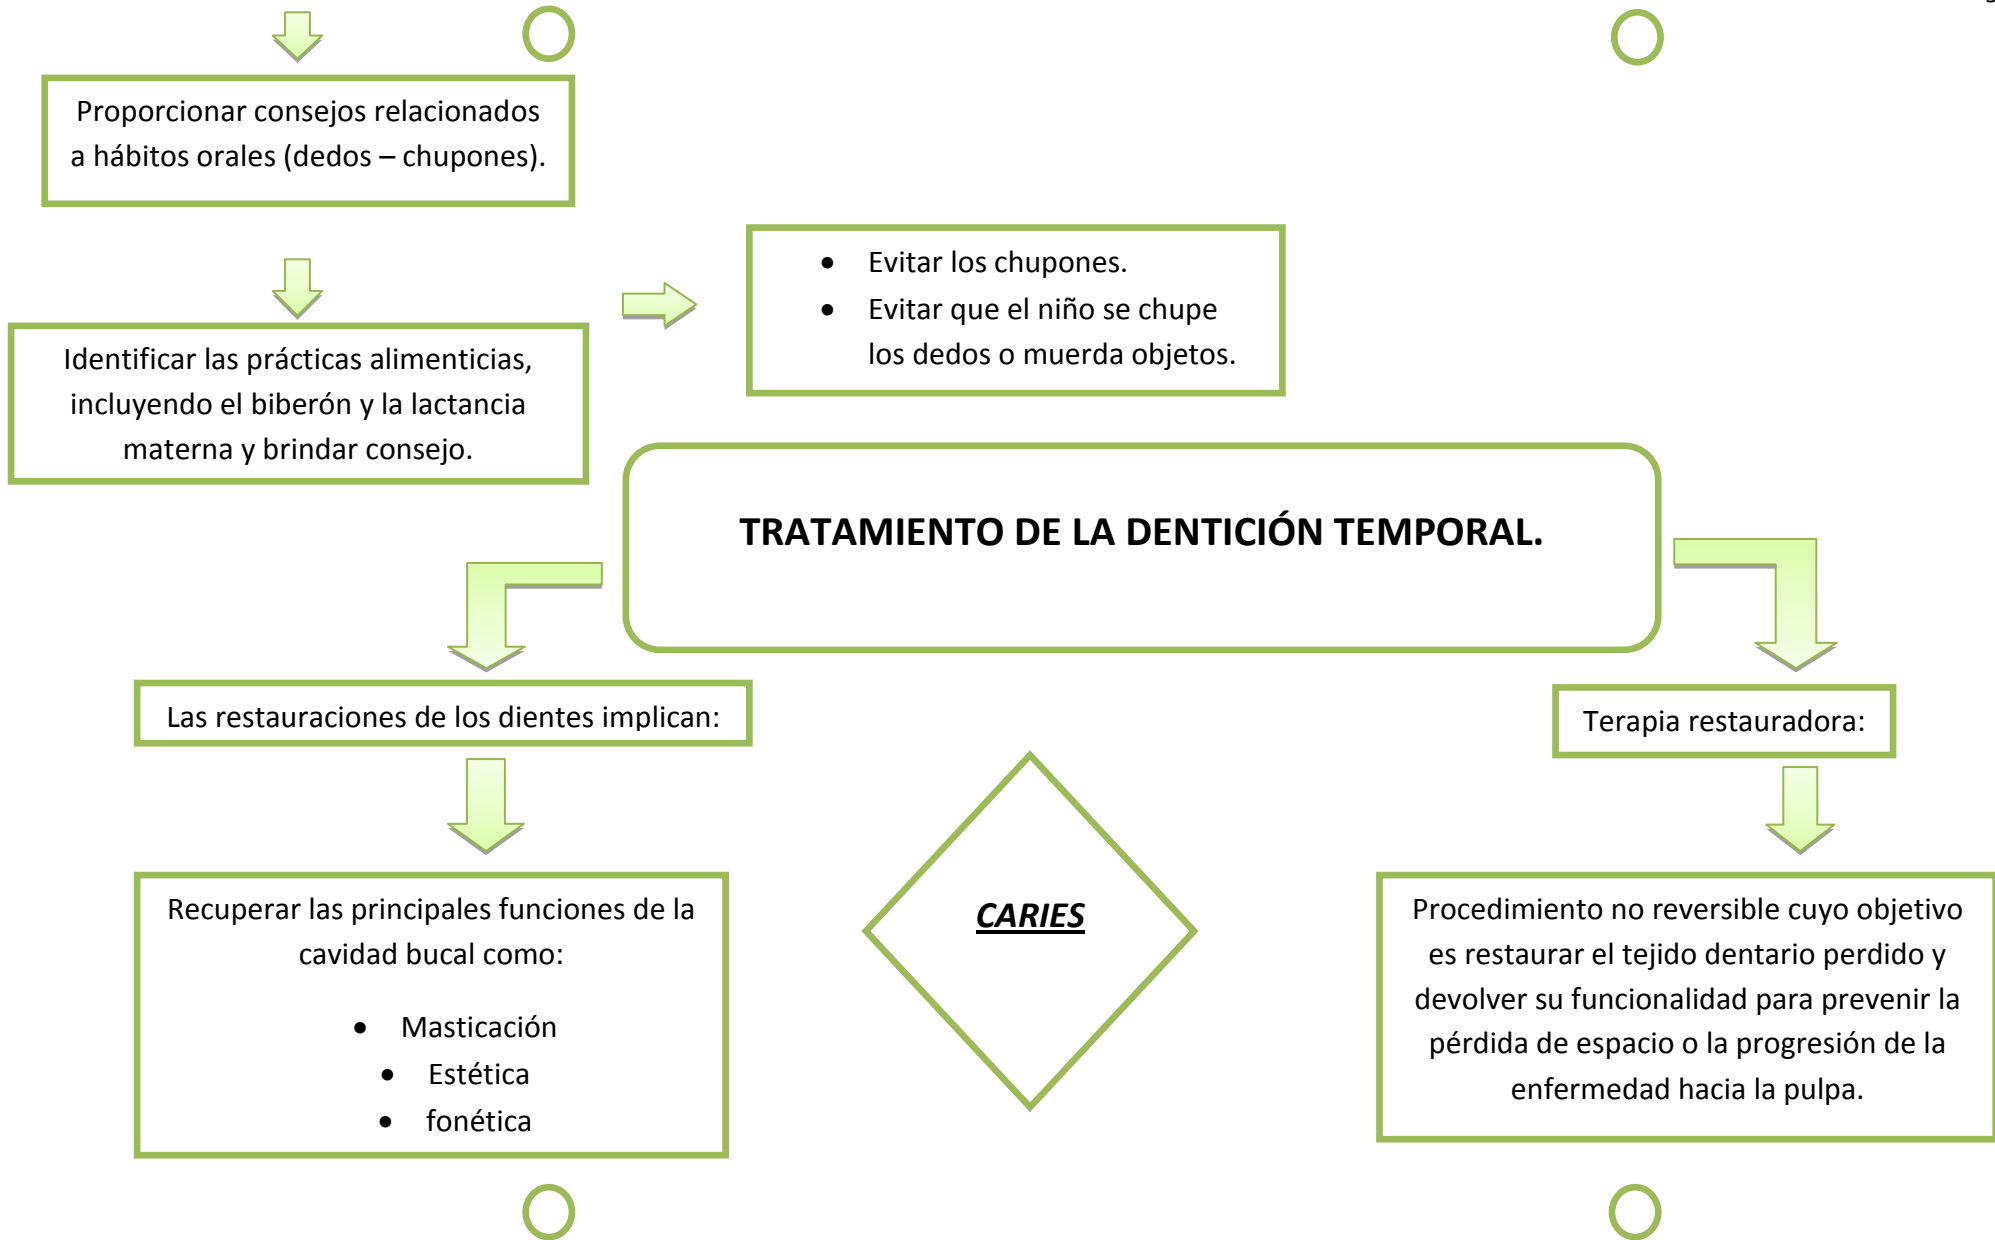 Proporcionar consejos relacionados
a hábitos orales (dedos – chupones).
• Evitar los chupones.
• Evitar que el niño se chupe
los dedos o muerda objetos.
Identificar las prácticas alimenticias,
incluyendo el biberón y la lactancia
materna y brindar consejo.
TRATAMIENTO DE LA DENTICIÓN TEMPORAL.
Las restauraciones de los dientes implican:
Terapia restauradora:
Recuperar las principales funciones de la
cavidad bucal como:
• Masticación
• Estética
• fonética
CARIES
Procedimiento no reversible cuyo objetivo
es restaurar el tejido dentario perdido y
devolver su funcionalidad para prevenir la
pérdida de espacio o la progresión de la
enfermedad hacia la pulpa.